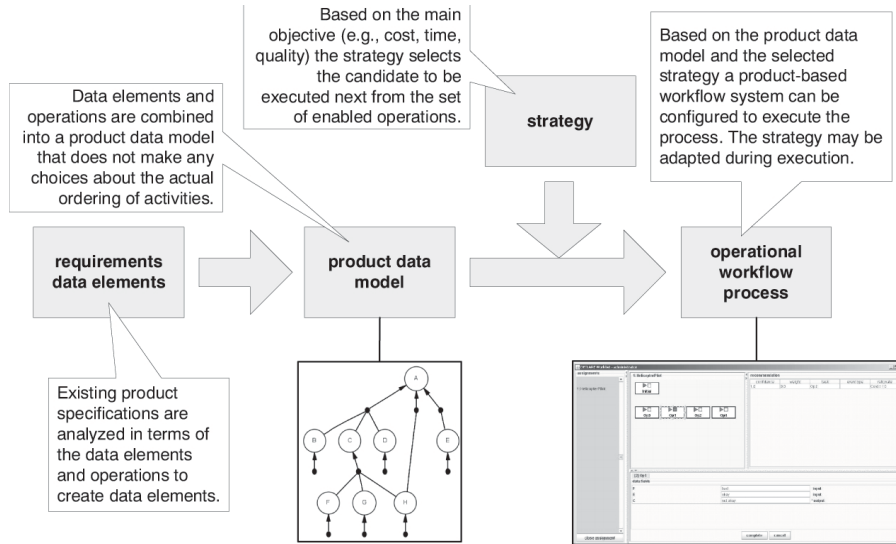 Based on the main
objective (e.g., cost, time,
quality) the strategy selects
the candidate to be
executed next from the set
of enabled operations.
Based on the product data
model and the selected
strategy a product-based
workflow system can be
configured to execute the
process. The strategy may be
adapted during execution.
Data elements and
operations are combined
into a product data model
that does not make any
choices about the actual
ordering of activities.
strategy
requirements
data elements
product data
model
operational
workflow
process
Existing product
specifications are
analyzed in terms of
the data elements
and operations to
create data elements.
A
B
C
D
E
F
G
H
complete
cancel